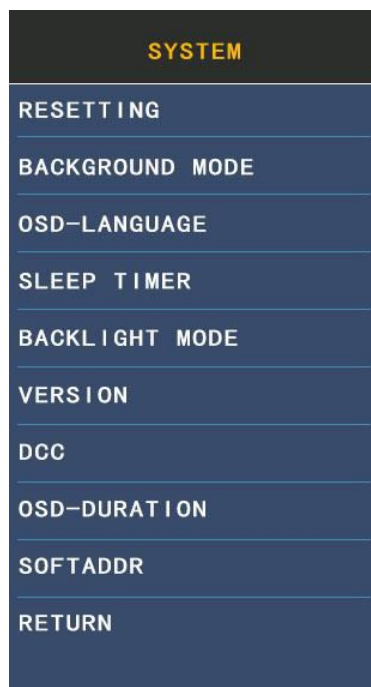 SYSTEM
RESETTING
BACKGROUND MODE
OSD-LANGUAGE
SLEEP TIMER
BACKLIGHT MODE
VERSION
DCC
OSD-DURATION
SOFTADDR
RETURN